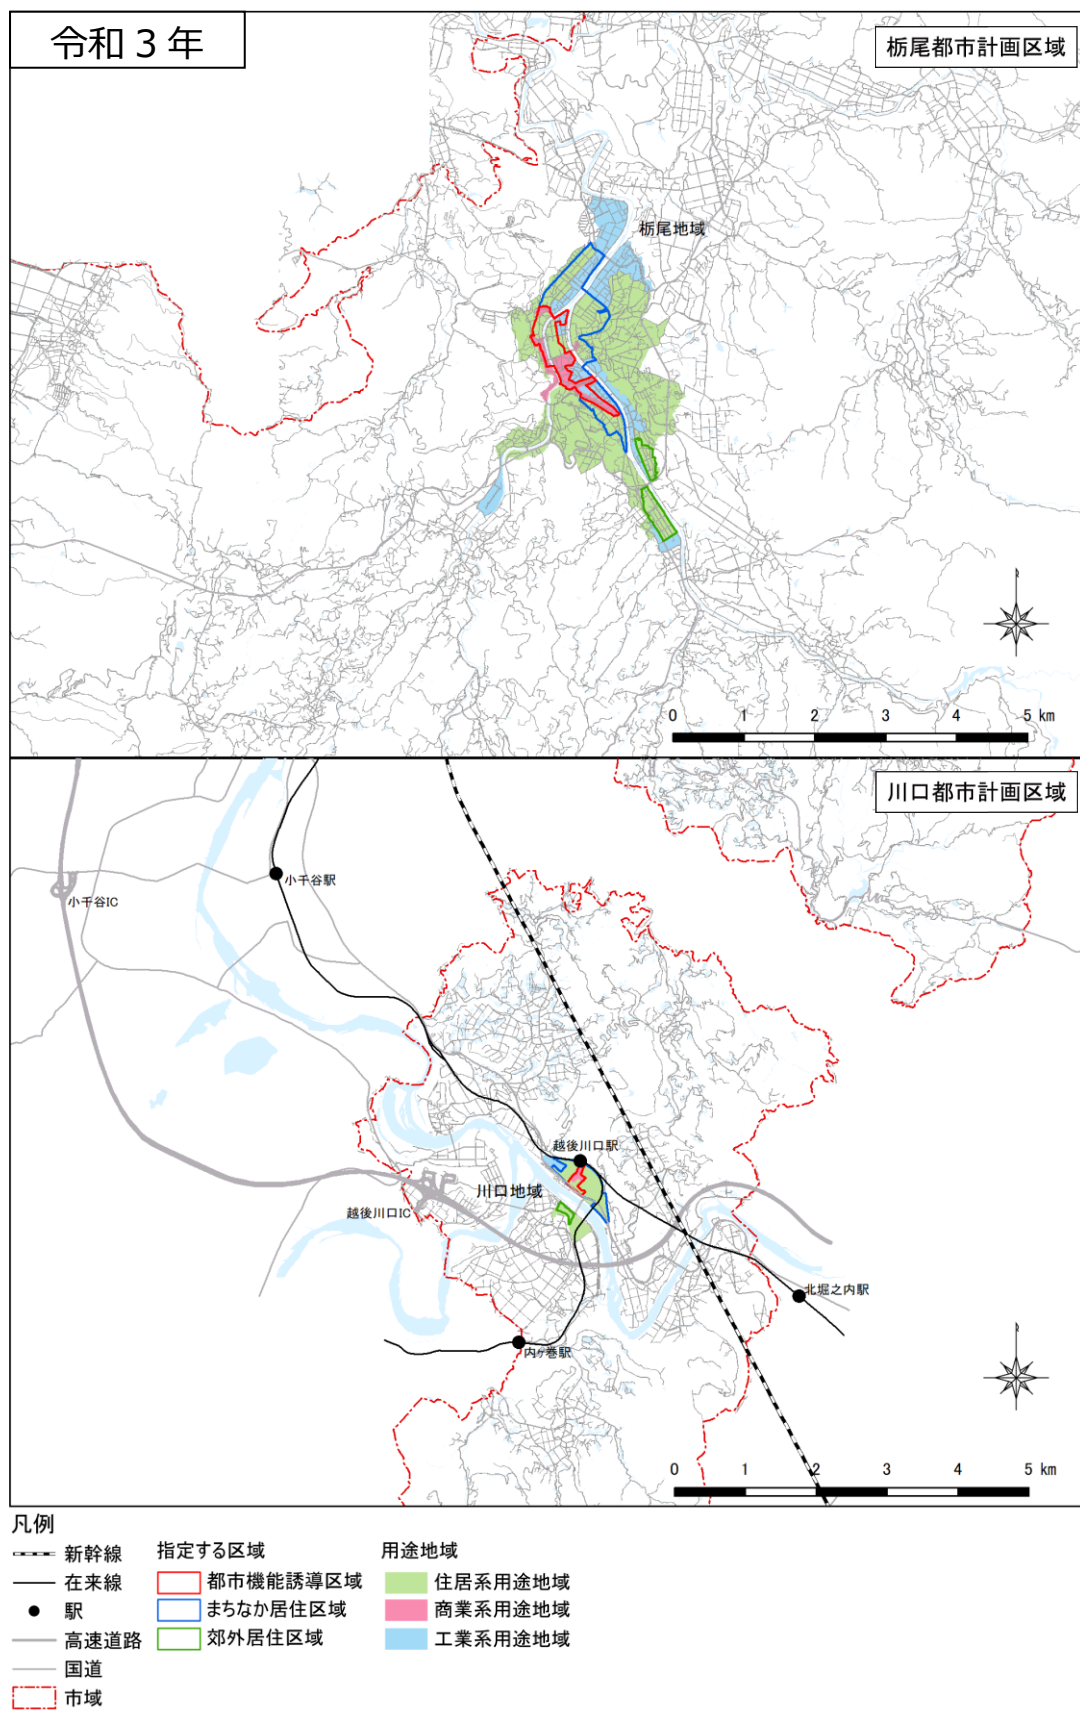 令和３年
栃尾都市計画区域
栃尾地域
0 1 2 3 4 5 km
川口都市計画区域
小千谷駅
小千谷IC
越後川口駅
川口地域
越後川口IC
北堀之内駅
内ヶ巻駅
0 1 2 3 4 5 km
凡例
新幹線
在来線
駅
高速道路
国道
市域
指定する区域
都市機能誘導区域
まちなか居住区域
郊外居住区域
用途地域
住居系用途地域
商業系用途地域
工業系用途地域